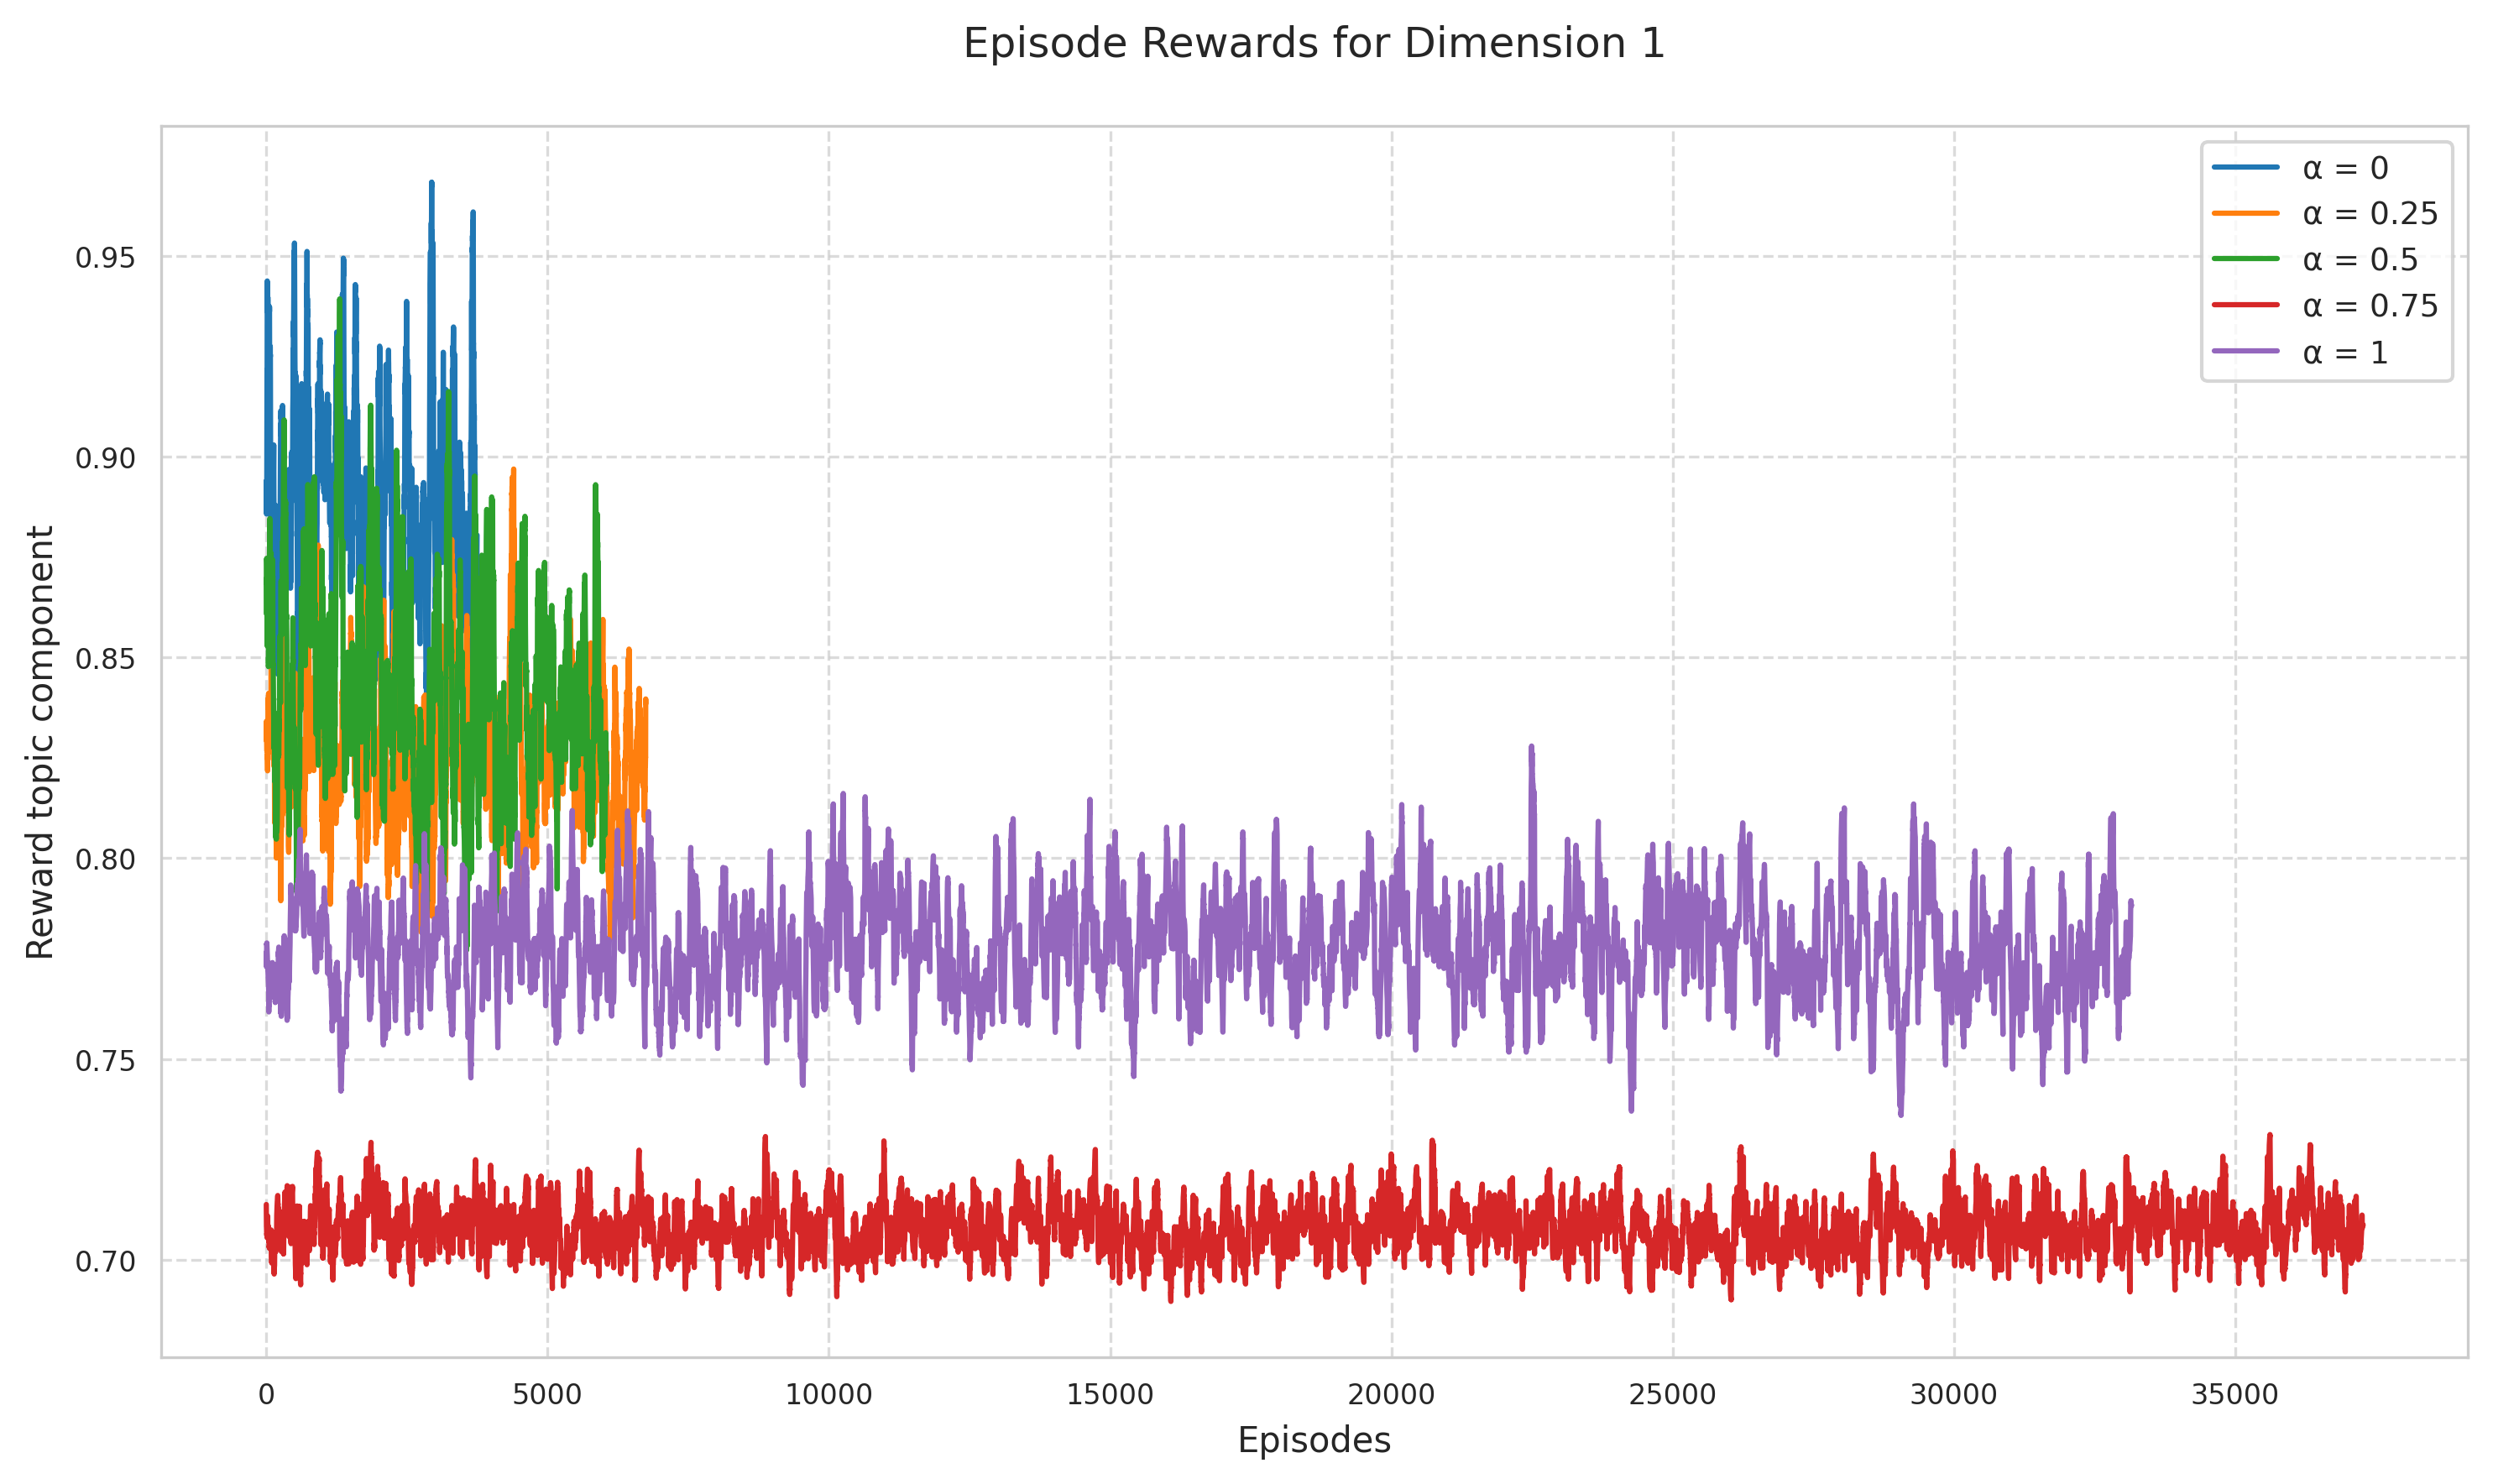 Episode Rewards for Dimension 1
α = 0
α = 0.25
α = 0.5
α = 0.75
α = 1
Reward topic component
0.95
0.90
0.85
0.80
0.75
0.70
0 5000 10000 15000 20000 25000 30000 35000
Episodes